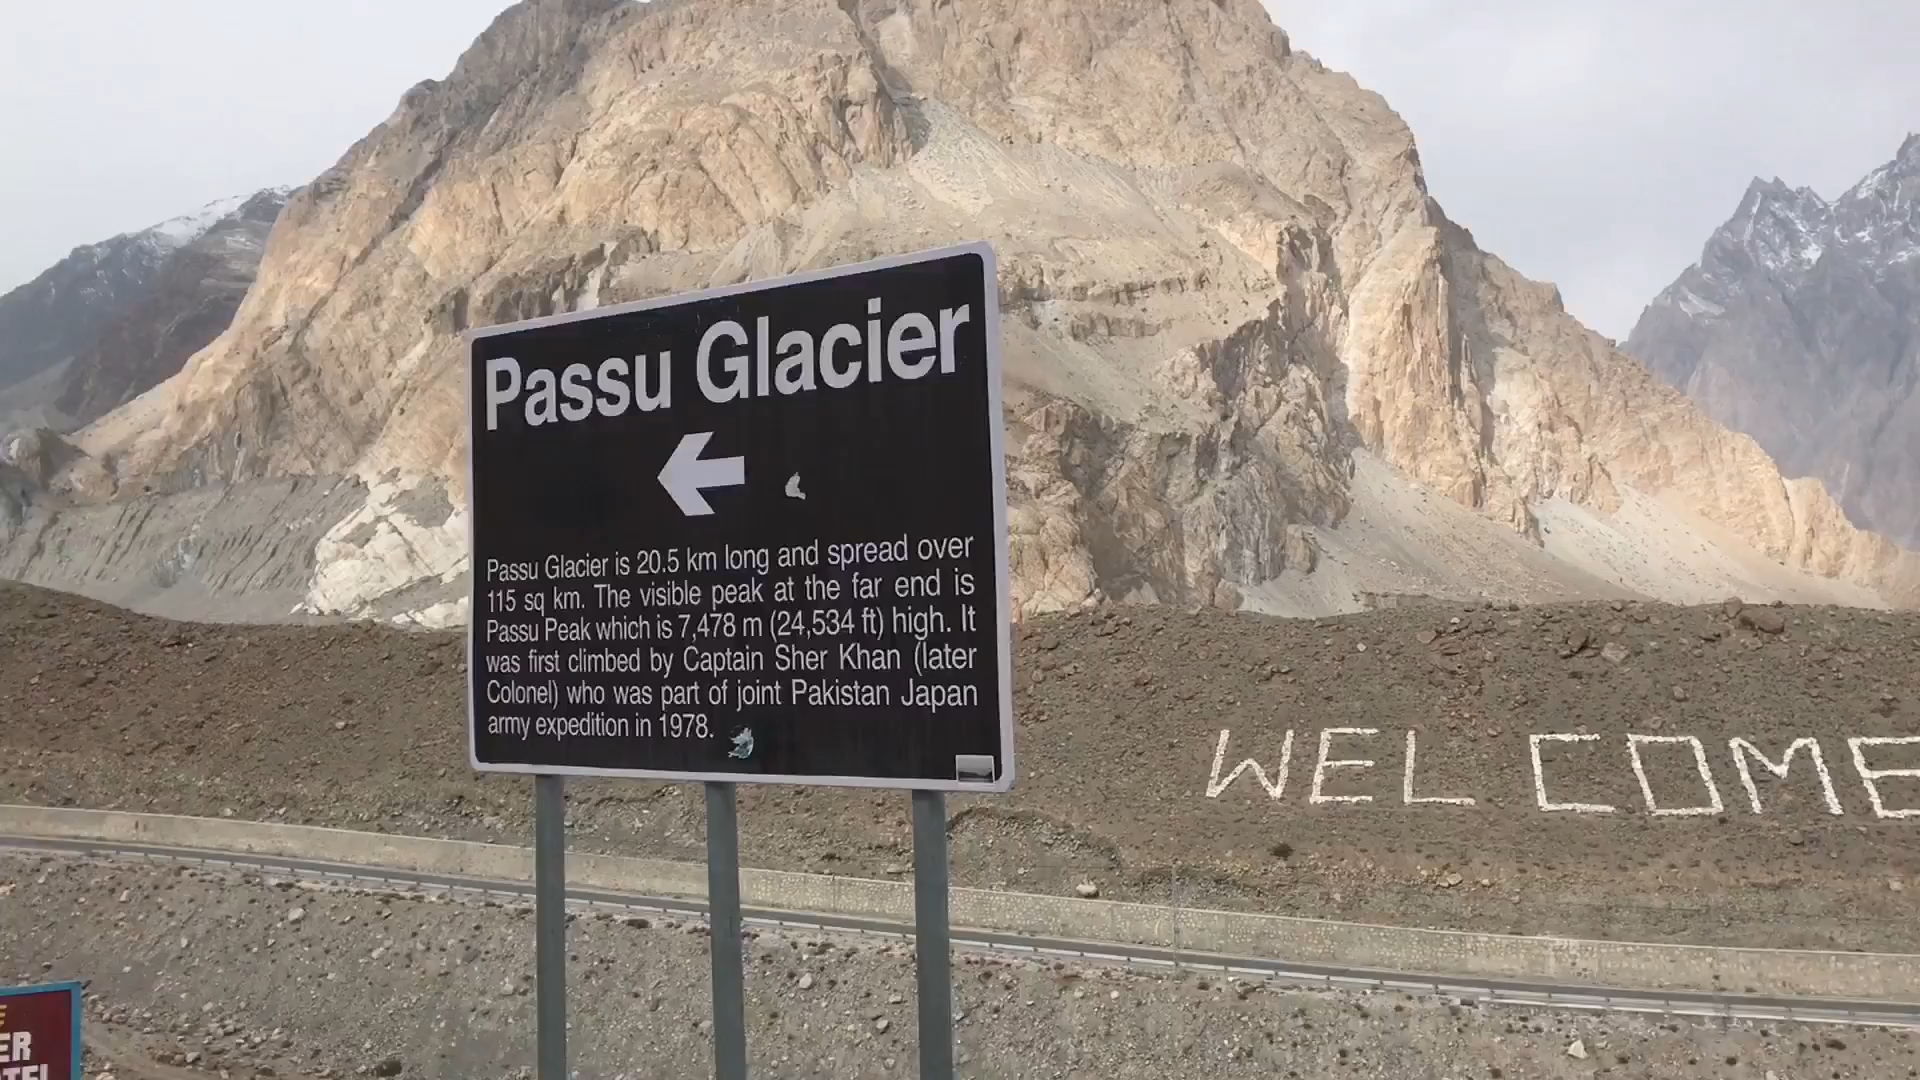 Passu Glacier
Passu Glacier is 20.5 km long and spread over
115 sq km. The visible peak at the far end is
Passu Peak which is 7,478 m (24,534 ft) high. It
was first climbed by Captain Sher Khan (later
Colonel) who was part of joint Pakistan Japan
army expedition in 1978.
WELCOME